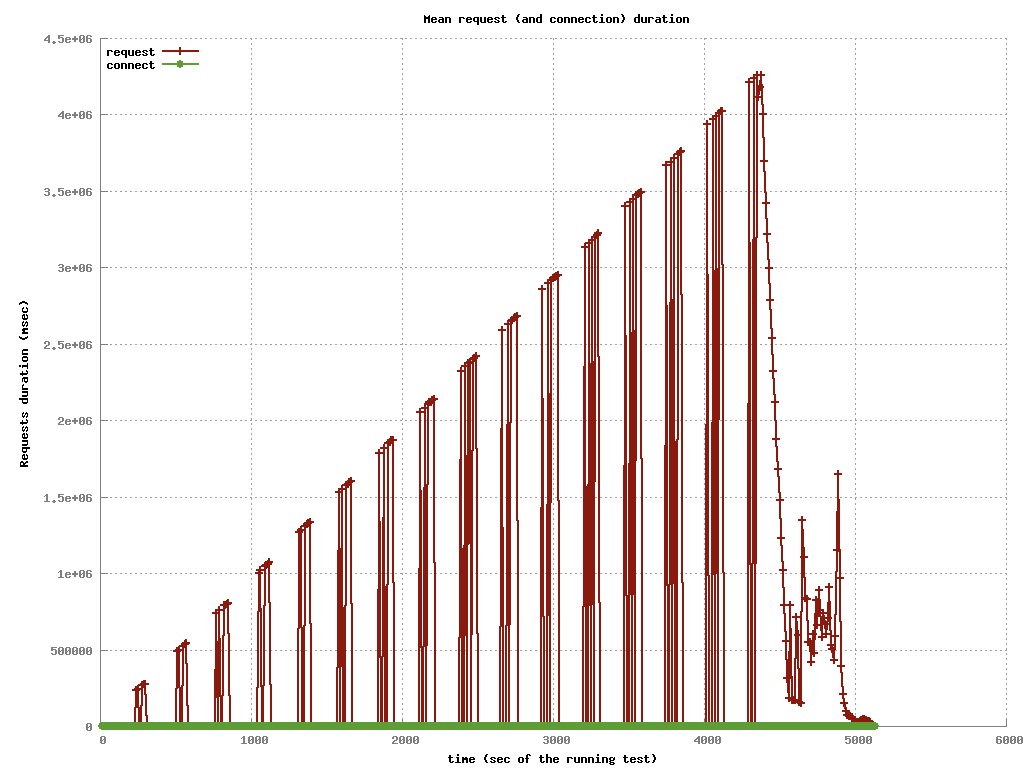 Mean request (and connection) duration
request
connect
Requests duration (msec)
4.5e+06
4e+06
3.5e+06
3e+06
2.5e+06
2e+06
1.5e+06
1e+06
500000
0
0 1000 2000 3000 4000 5000 6000
time (sec of the running test)